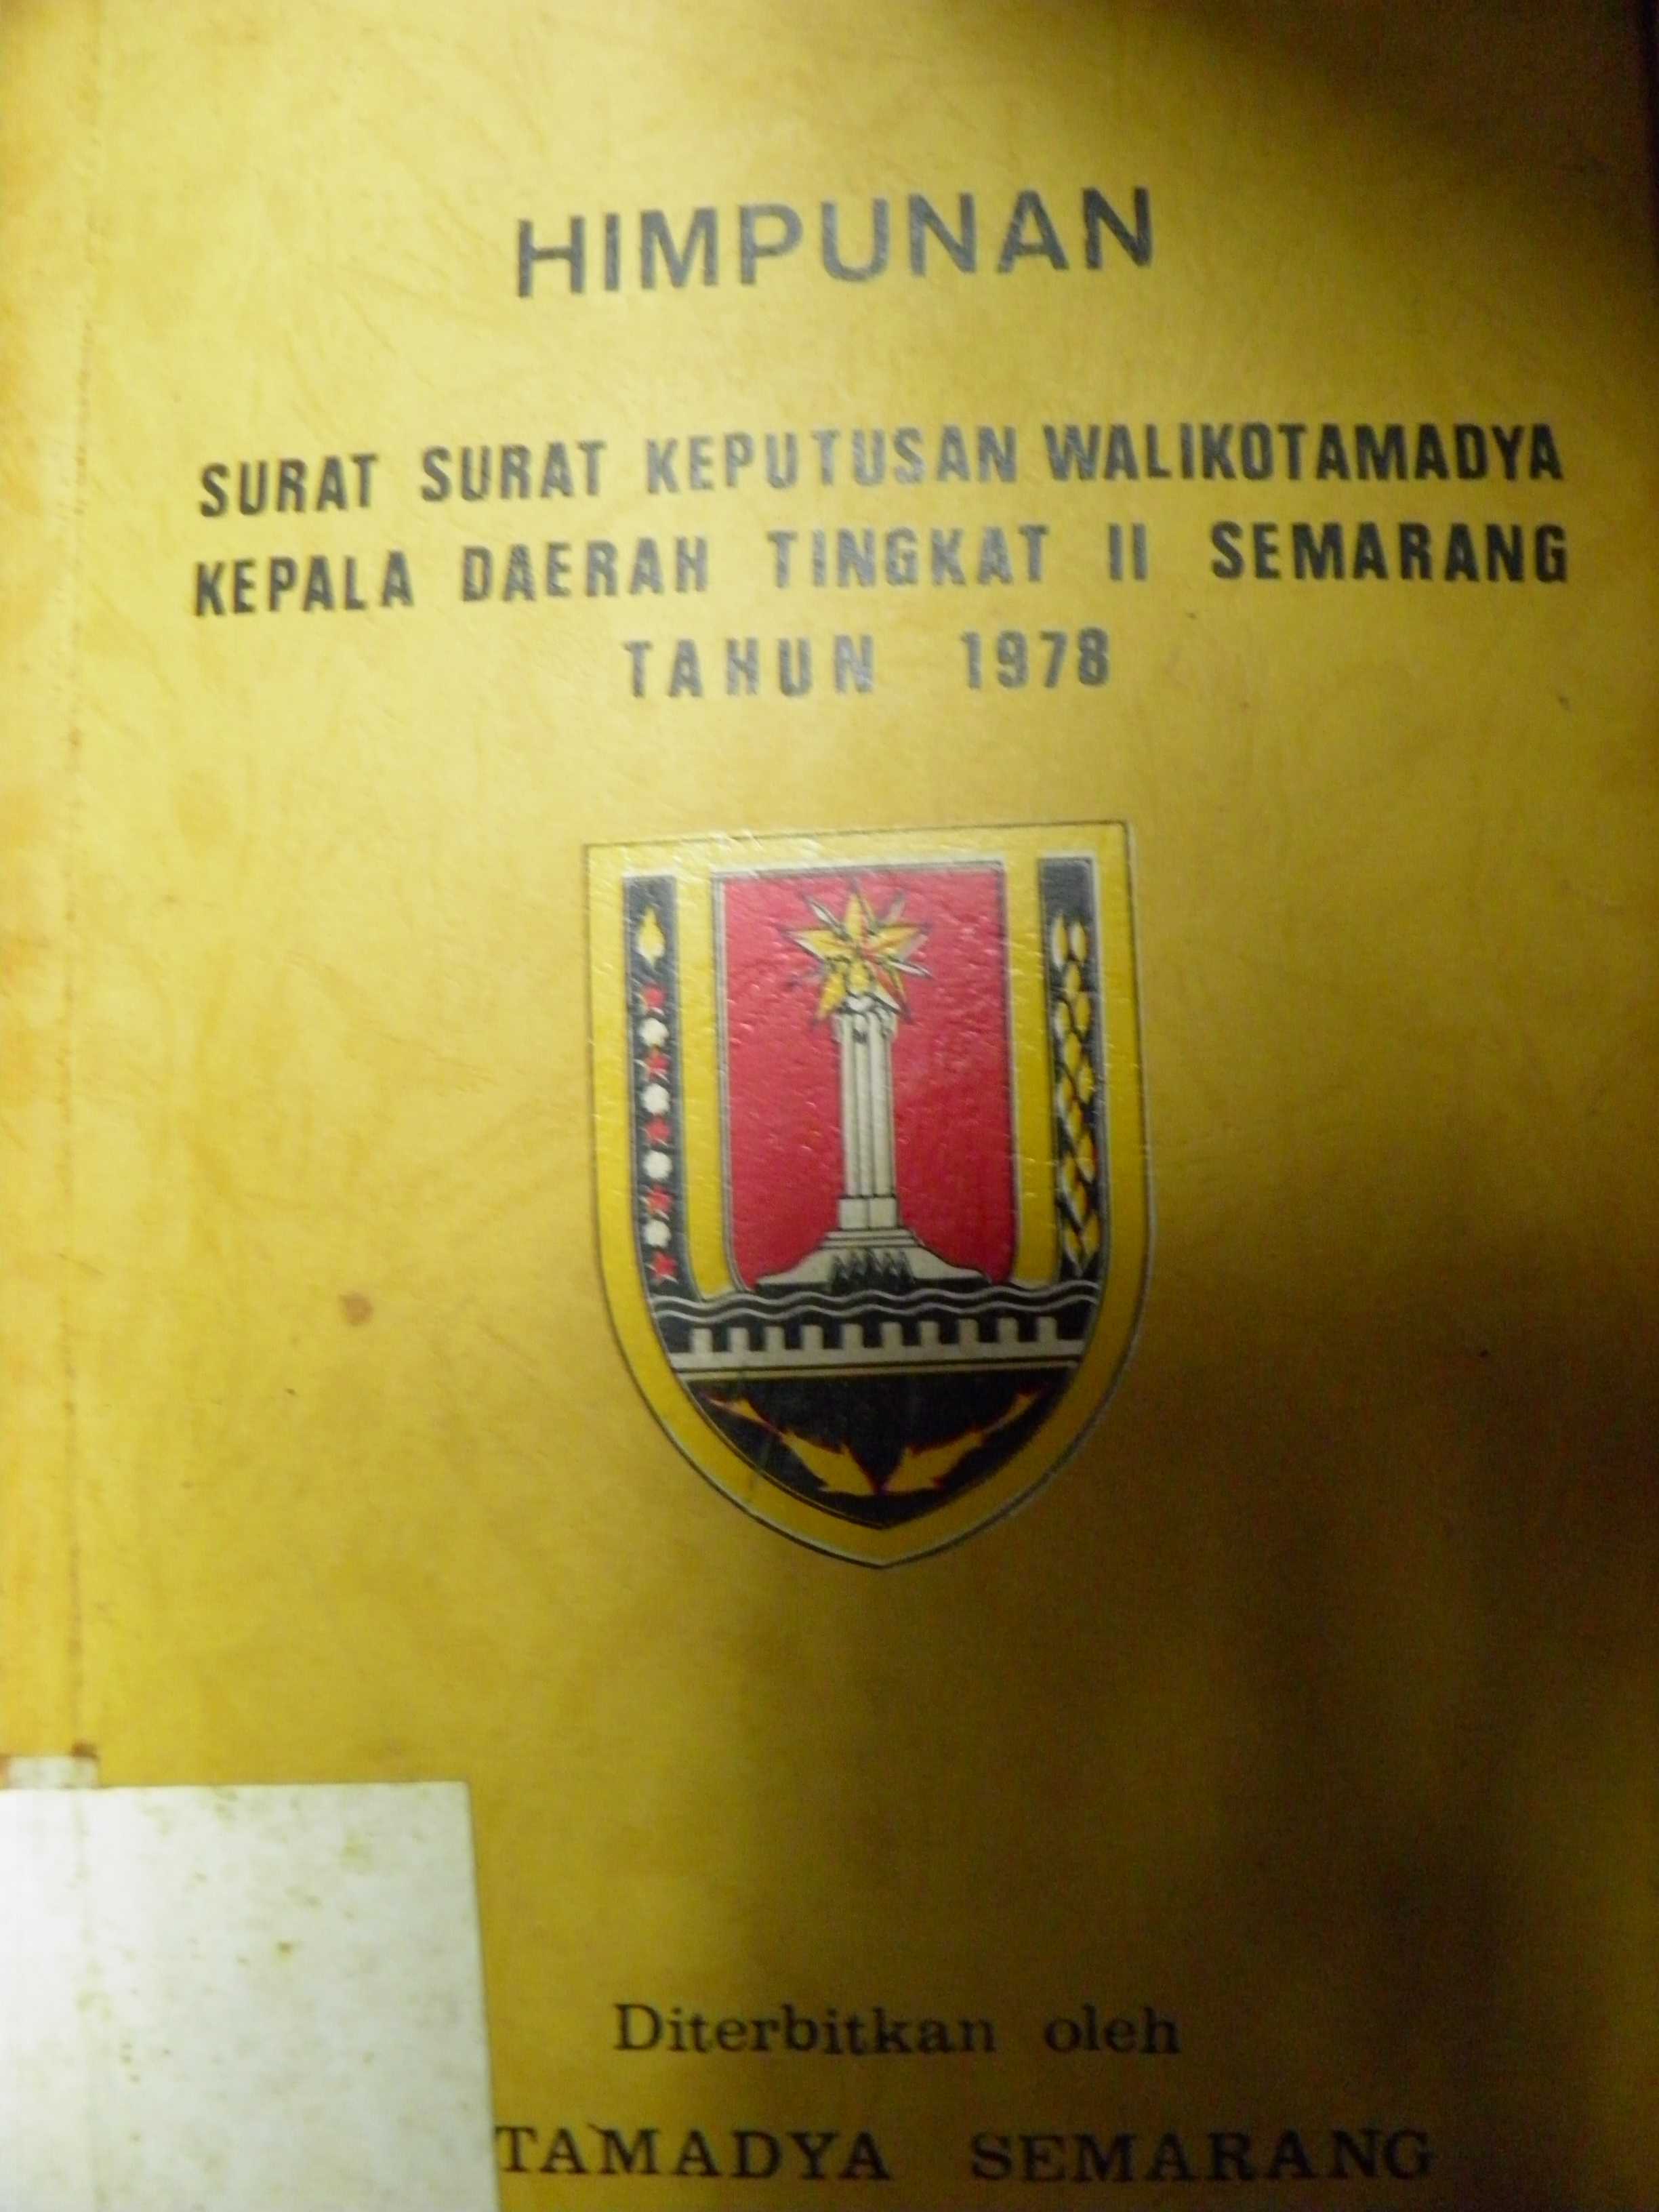 HIMPUNAN
SURAT SURAT KEPUTUSAN WALIKOTAMADYA
KEPALA DAERAH TINGKAT II SEMARANG
TAHUN 1978
Diterbitkan oleh
TAMADYA SEMARANG